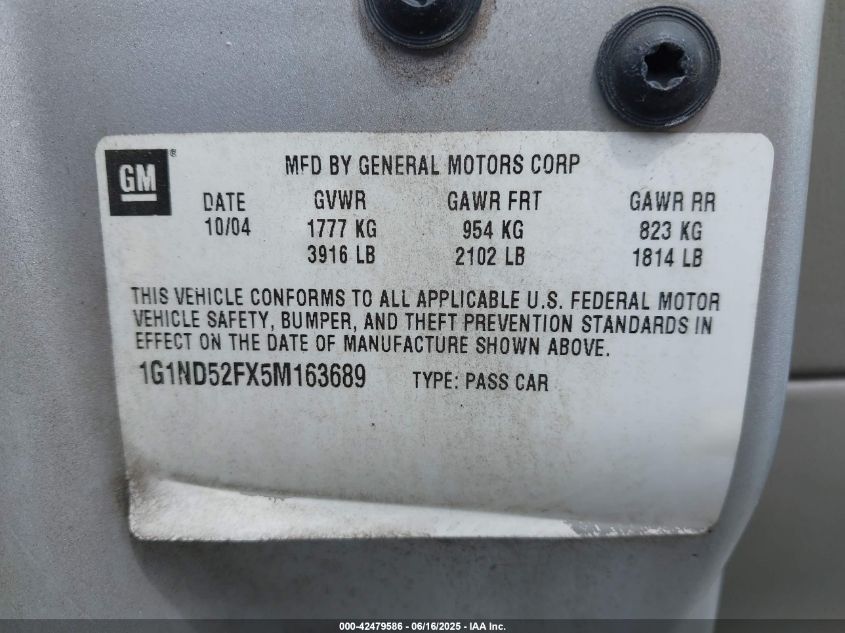 GM®
MFD BY GENERAL MOTORS CORP
DATE GVWR GAWR FRT GAWR RR
10/04 1777 KG 954 KG 823 KG
3916 LB 2102 LB 1814 LB
THIS VEHICLE CONFORMS TO ALL APPLICABLE U.S. FEDERAL MOTOR
VEHICLE SAFETY, BUMPER, AND THEFT PREVENTION STANDARDS IN
EFFECT ON THE DATE OF MANUFACTURE SHOWN ABOVE.
1G1ND52FX5M163689 TYPE: PASS CAR
000-42479586 - 06/16/2025 - IAA Inc.